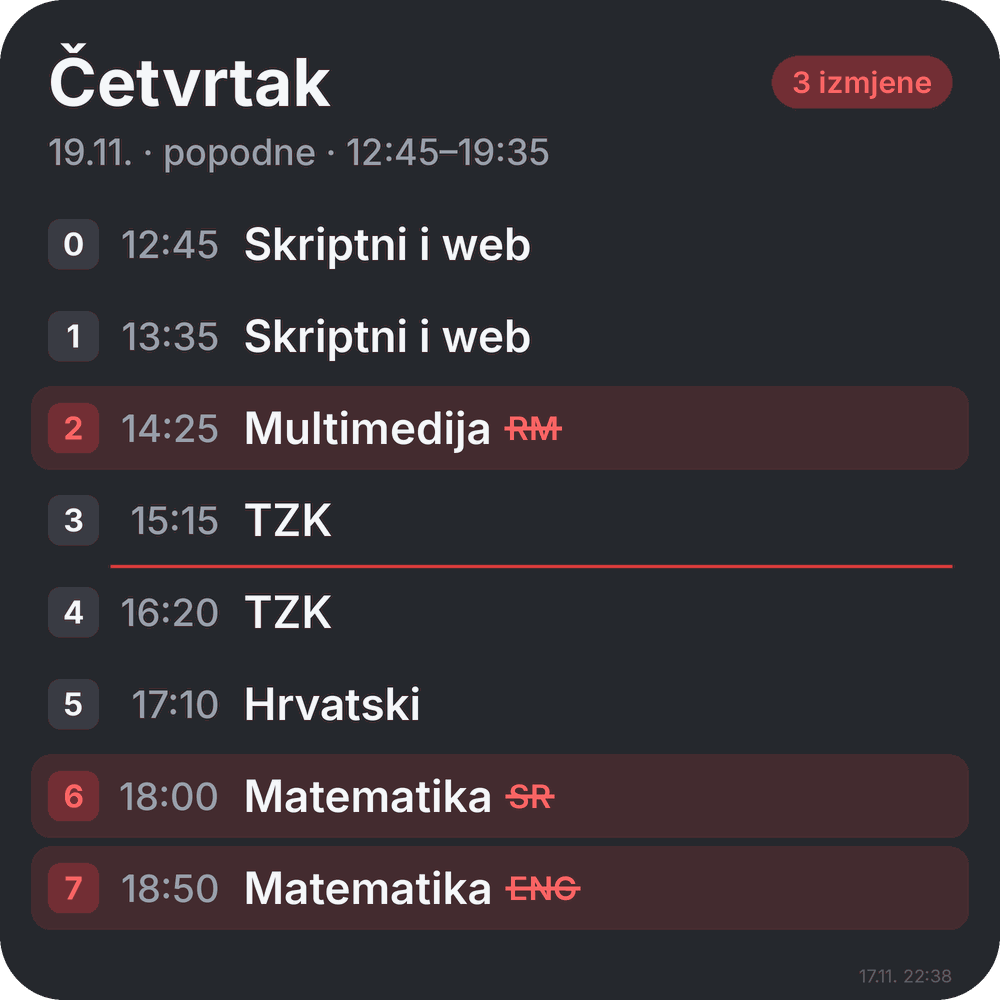 Četvrtak
3 izmjene
19.11. · popodne · 12:45–19:35
0 12:45 Skriptni i web
1 13:35 Skriptni i web
2 14:25 Multimedija RM
3 15:15 TZK
4 16:20 TZK
5 17:10 Hrvatski
6 18:00 Matematika SR
7 18:50 Matematika ENG
17.11. 22:38